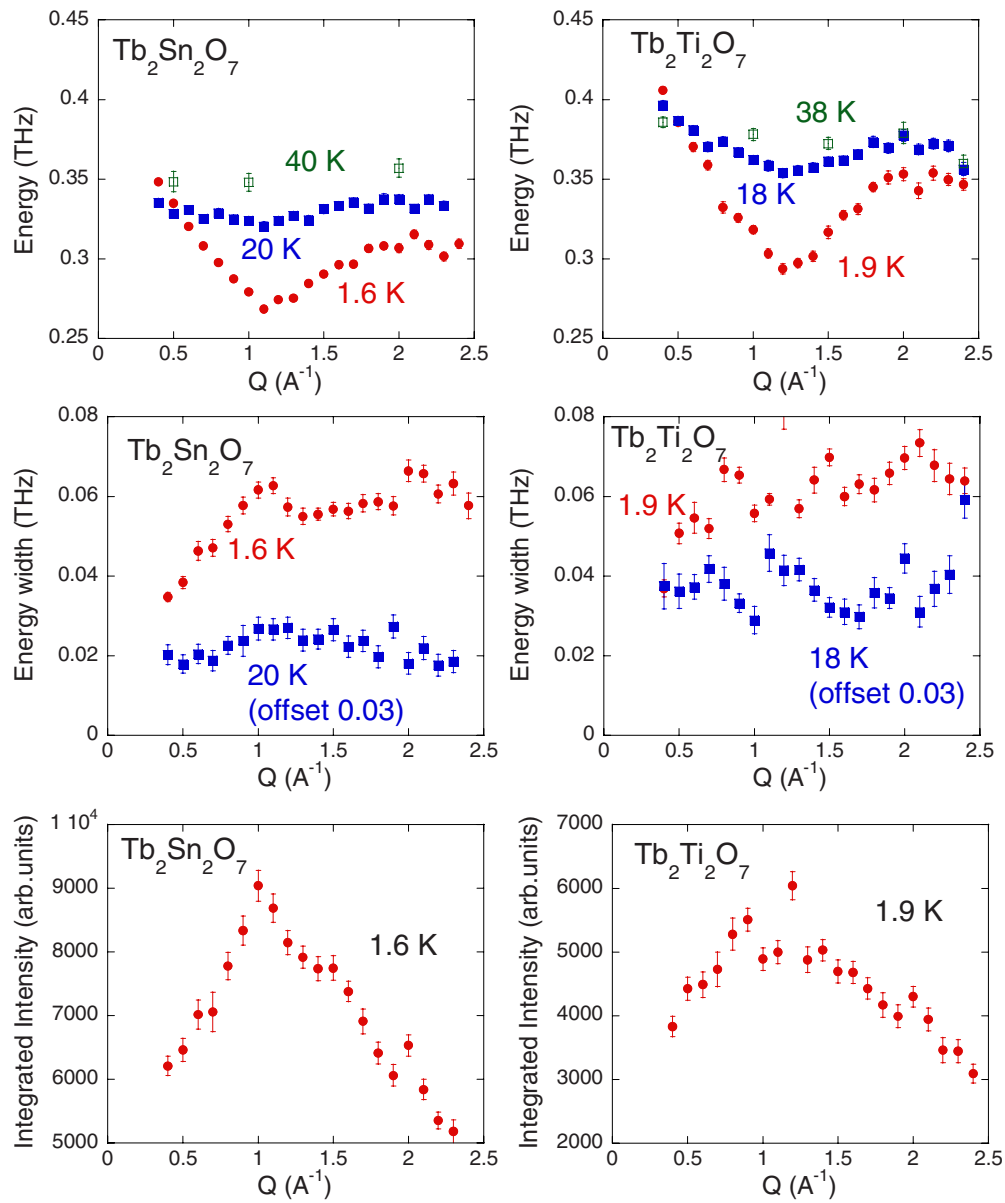 Tb2Sn2O7
0.45
0.4
0.35
0.3
0.25
Energy (THz)
40 K
20 K
1.6 K
0 0.5 1 1.5 2 2.5
Q (A-1)
Tb2Ti2O7
0.45
0.4
0.35
0.3
0.25
Energy (THz)
38 K
18 K
1.9 K
0 0.5 1 1.5 2 2.5
Q (A-1)
Tb2Sn2O7
0.08
0.06
0.04
0.02
0
Energy width (THz)
1.6 K
20 K
(offset 0.03)
0 0.5 1 1.5 2 2.5
Q (A-1)
Tb2Ti2O7
0.08
0.06
0.04
0.02
0
Energy width (THz)
1.9 K
18 K
(offset 0.03)
0 0.5 1 1.5 2 2.5
Q (A-1)
Tb2Sn2O7
1 104
9000
8000
7000
6000
5000
Integrated Intensity (arb.units)
1.6 K
0 0.5 1 1.5 2 2.5
Q (A-1)
Tb2Ti2O7
7000
6000
5000
4000
3000
2000
Integrated Intensity (arb.units)
1.9 K
0 0.5 1 1.5 2 2.5
Q (A-1)